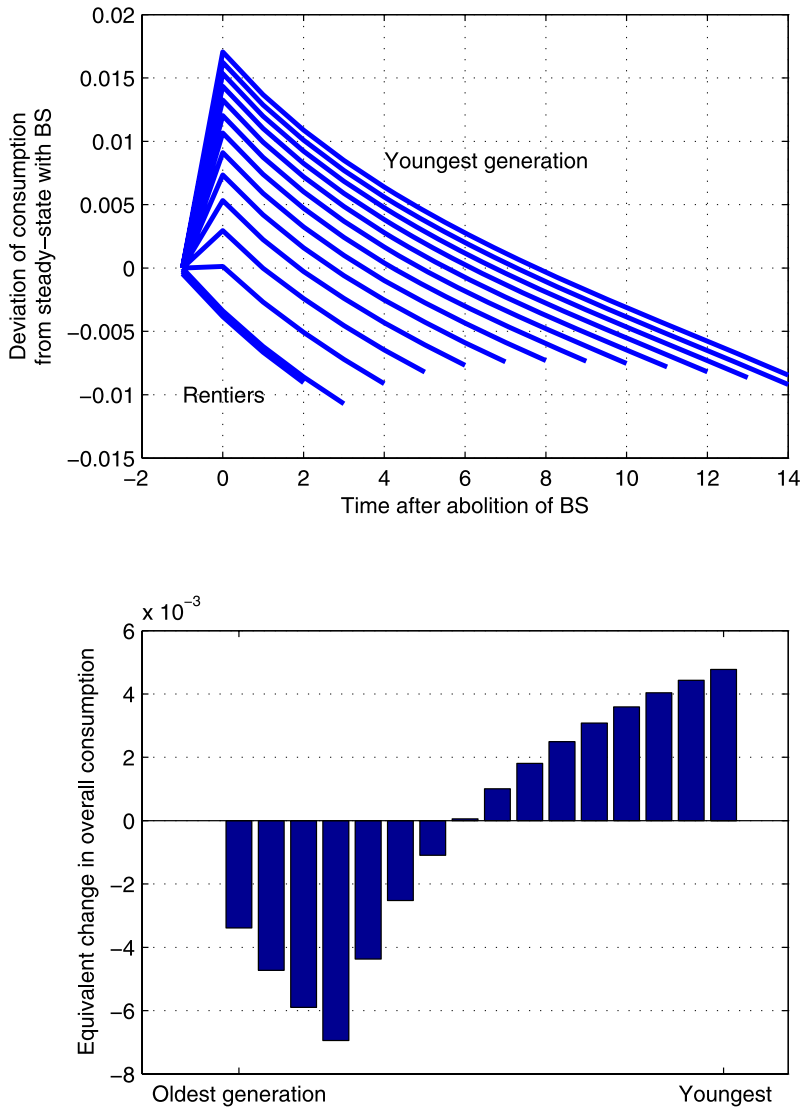 Deviation of consumption
from steady−state with BS
0.02
0.015
0.01
0.005
0
−0.005
−0.01
−0.015
Youngest generation
Rentiers
−2 0 2 4 6 8 10 12 14
Time after abolition of BS
x 10−3
Equivalent change in overall consumption
6
4
2
0
−2
−4
−6
−8
Oldest generation Youngest